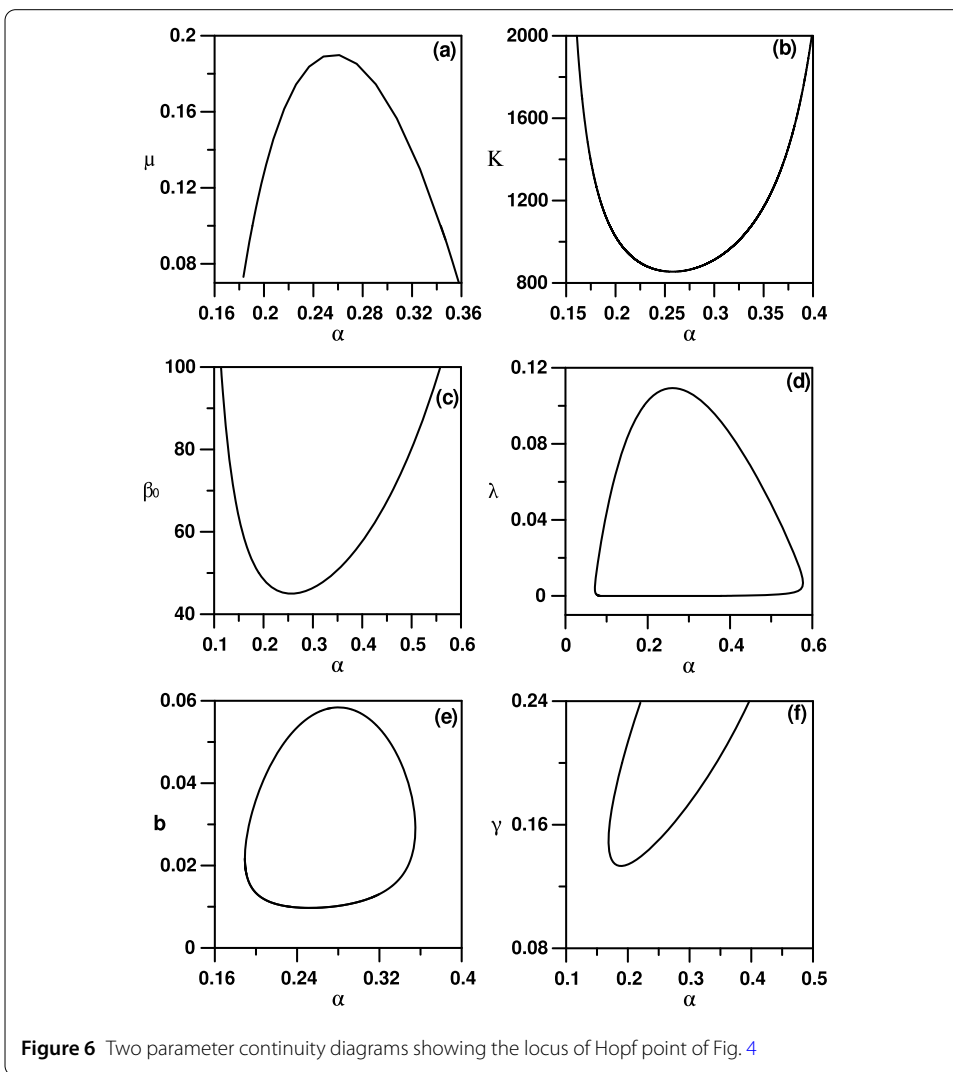 (a)
0.2
0.16
μ
0.12
0.08
0.16 0.2 0.24 0.28 0.32 0.36
α
(b)
2000
1600
K
1200
800
0.15 0.2 0.25 0.3 0.35 0.4
α
(c)
100
80
β₀
60
40
0.1 0.2 0.3 0.4 0.5 0.6
α
(d)
0.12
0.08
λ
0.04
0
0 0.2 0.4 0.6
α
(e)
0.06
0.04
b
0.02
0
0.16 0.24 0.32 0.4
α
(f)
0.24
γ 0.16
0.08
0.1 0.2 0.3 0.4 0.5
α
Figure 6 Two parameter continuity diagrams showing the locus of Hopf point of Fig. 4